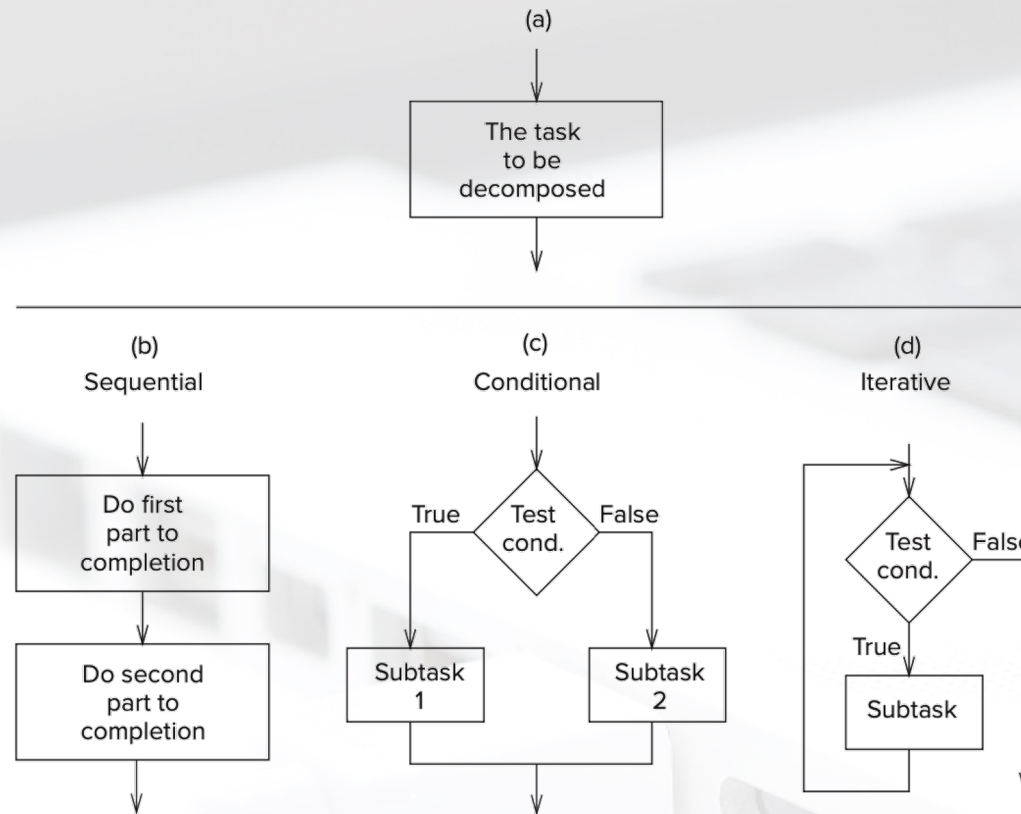 (a)
The task
to be
decomposed
(b)
Sequential
Do first
part to
completion
Do second
part to
completion
(c)
Conditional
Test
cond.
True
False
Subtask
1
Subtask
2
(d)
Iterative
Test
cond.
True
Subtask